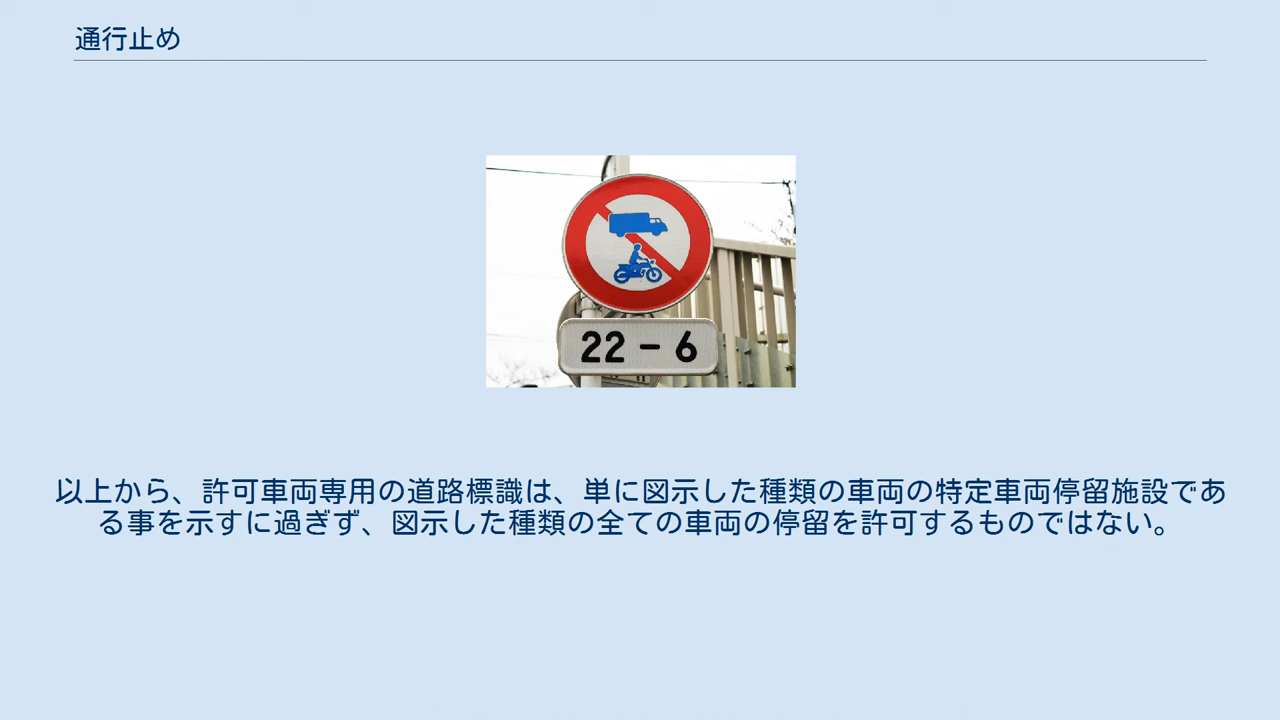 通行止め
22-6
以上から、許可車両専用の道路標識は、単に図示した種類の車両の特定車両停留施設であ
る事を示すに過ぎず、図示した種類の全ての車両の停留を許可するものではない。